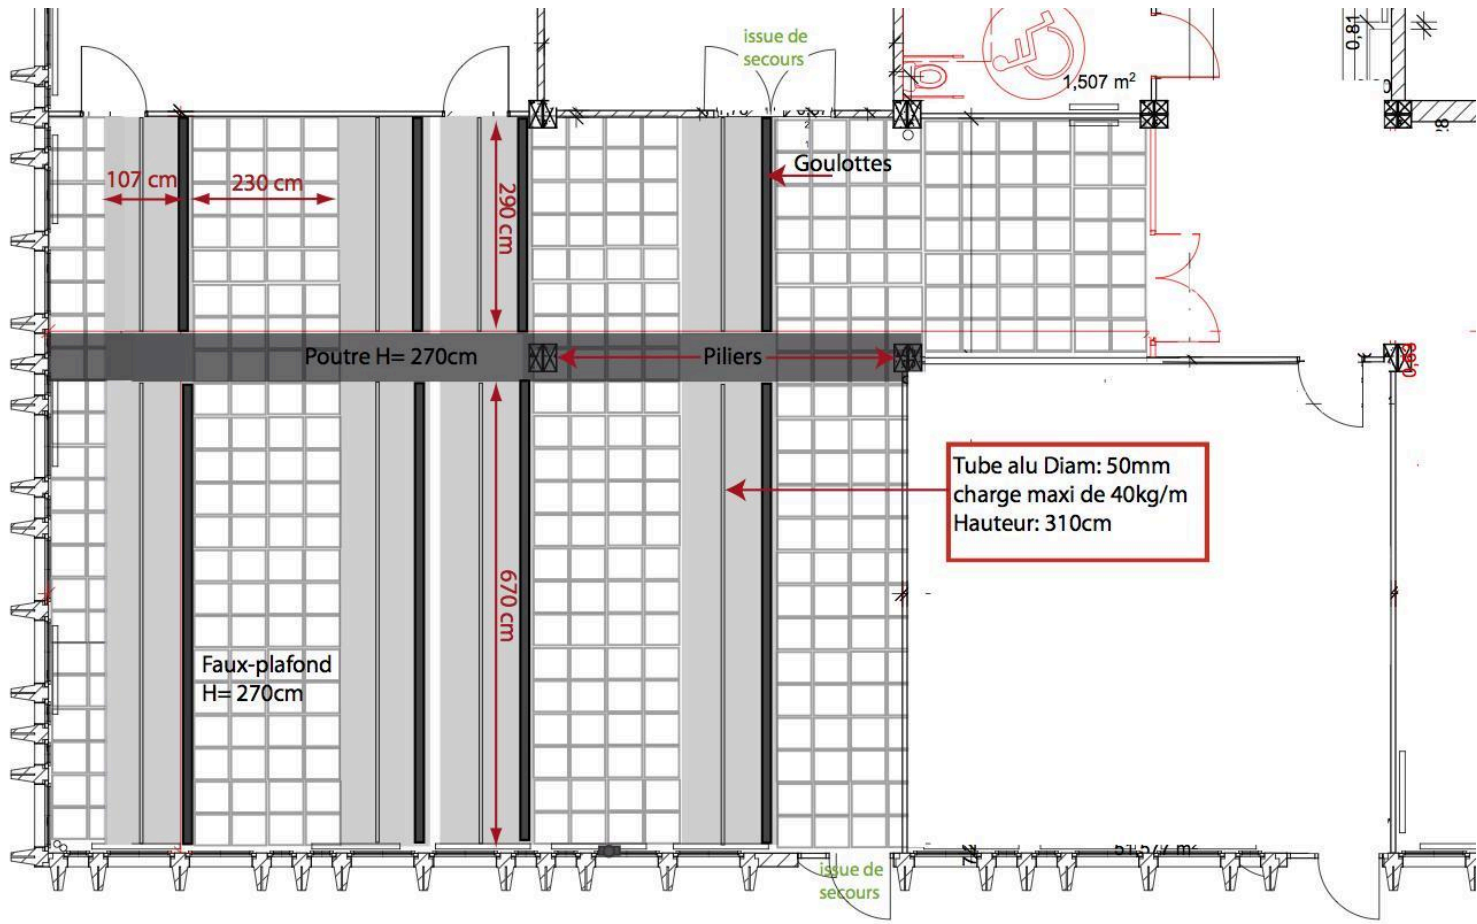 issue de
secours
0,81
1,507 m²
Goulottes
107 cm
230 cm
290 cm
Poutre H= 270cm
Piliers
Tube alu Diam: 50mm
charge maxi de 40kg/m
Hauteur: 310cm
670 cm
Faux-plafond
H= 270cm
issue de
secours